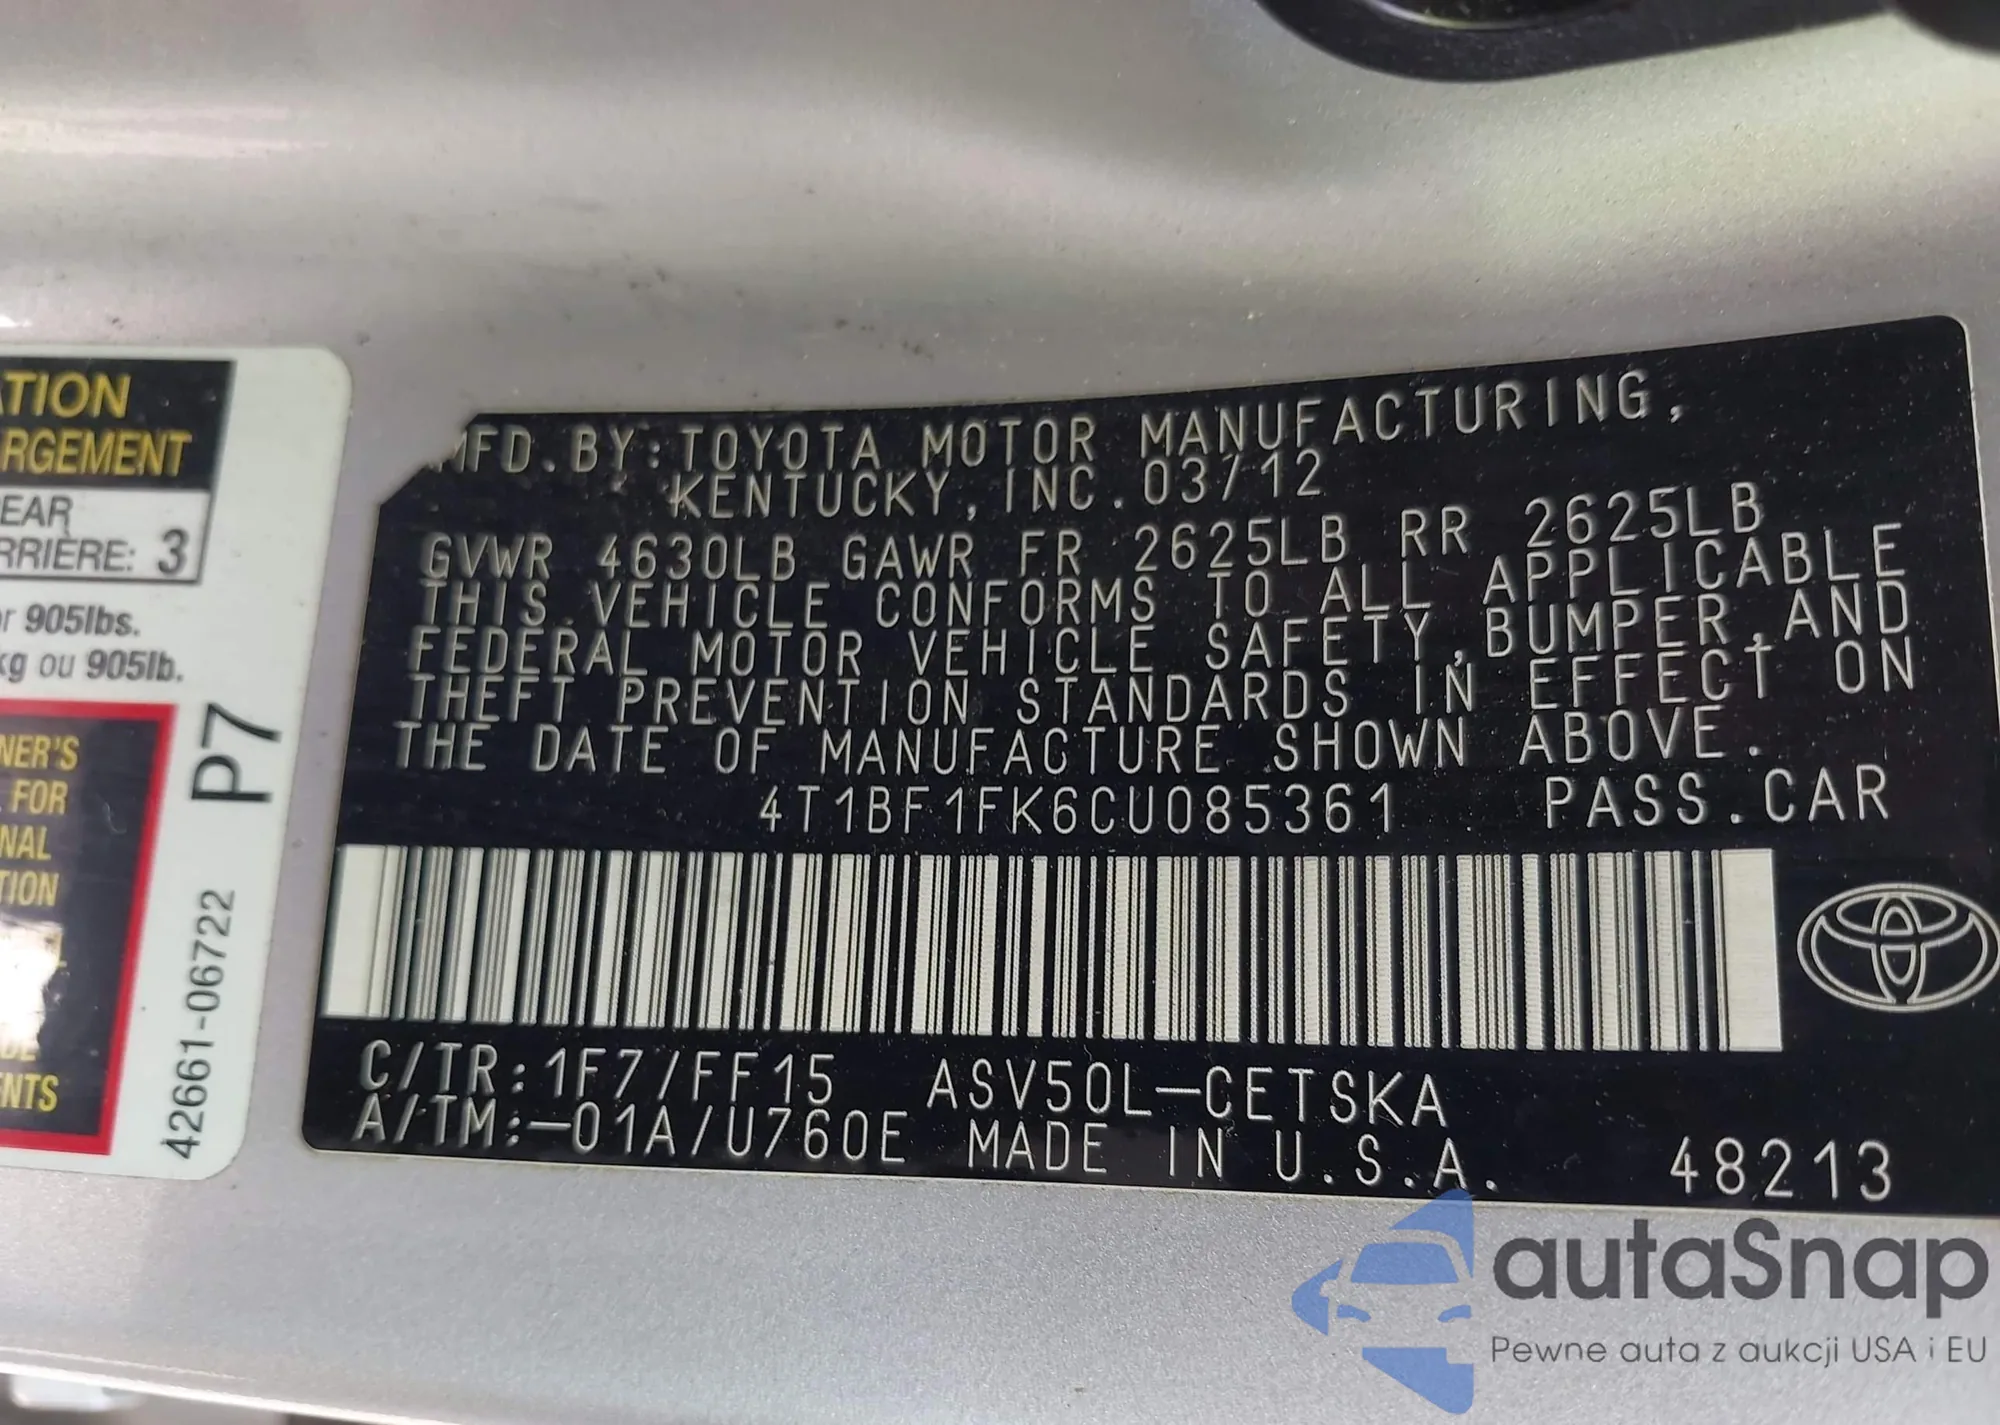 ATION
RGEMENT
EAR
RRIÈRE: 3
r 905lbs.
kg ou 905lb.
NER'S
FOR
NAL
TION
ENTS
P7
42661-06722
MFD.BY:TOYOTA MOTOR MANUFACTURING,
KENTUCKY,INC.03/12
GVWR 4630LB GAWR FR 2625LB RR 2625LB
THIS VEHICLE CONFORMS TO ALL APPLICABLE
FEDERAL MOTOR VEHICLE SAFETY,BUMPER,AND
THEFT PREVENTION STANDARDS IN EFFECT ON
THE DATE OF MANUFACTURE SHOWN ABOVE.
4T1BF1FK6CU085361 PASS.CAR
C/TR:1F7/FF15 ASV50L-CETSKA
A/TM:-01A/U760E MADE IN U.S.A. 48213
autaSnap
Pewne auta z aukcji USA i EU